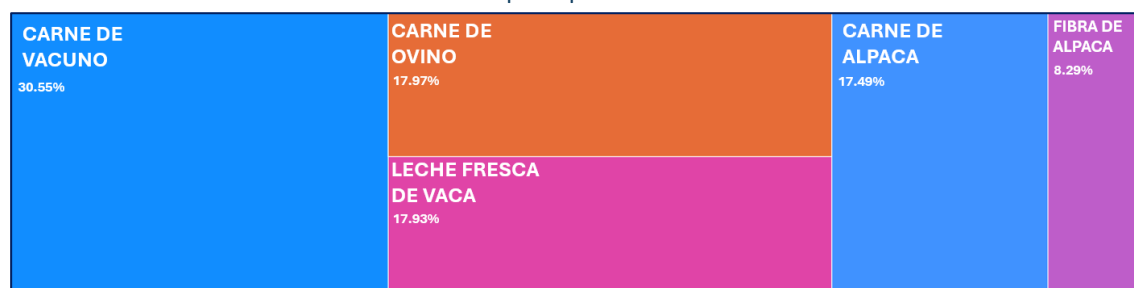 CARNE DE
VACUNO
30.55%
CARNE DE
OVINO
17.97%
LECHE FRESCA
DE VACA
17.93%
CARNE DE
ALPACA
17.49%
FIBRA DE
ALPACA
8.29%